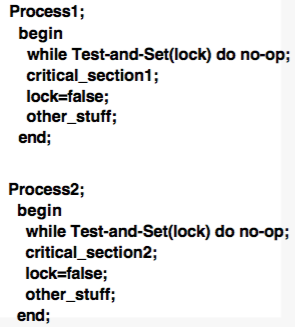 Process1;
begin
while Test-and-Set(lock) do no-op;
critical_section1;
lock=false;
other_stuff;
end;
Process2;
begin
while Test-and-Set(lock) do no-op;
critical_section2;
lock=false;
other_stuff;
end;